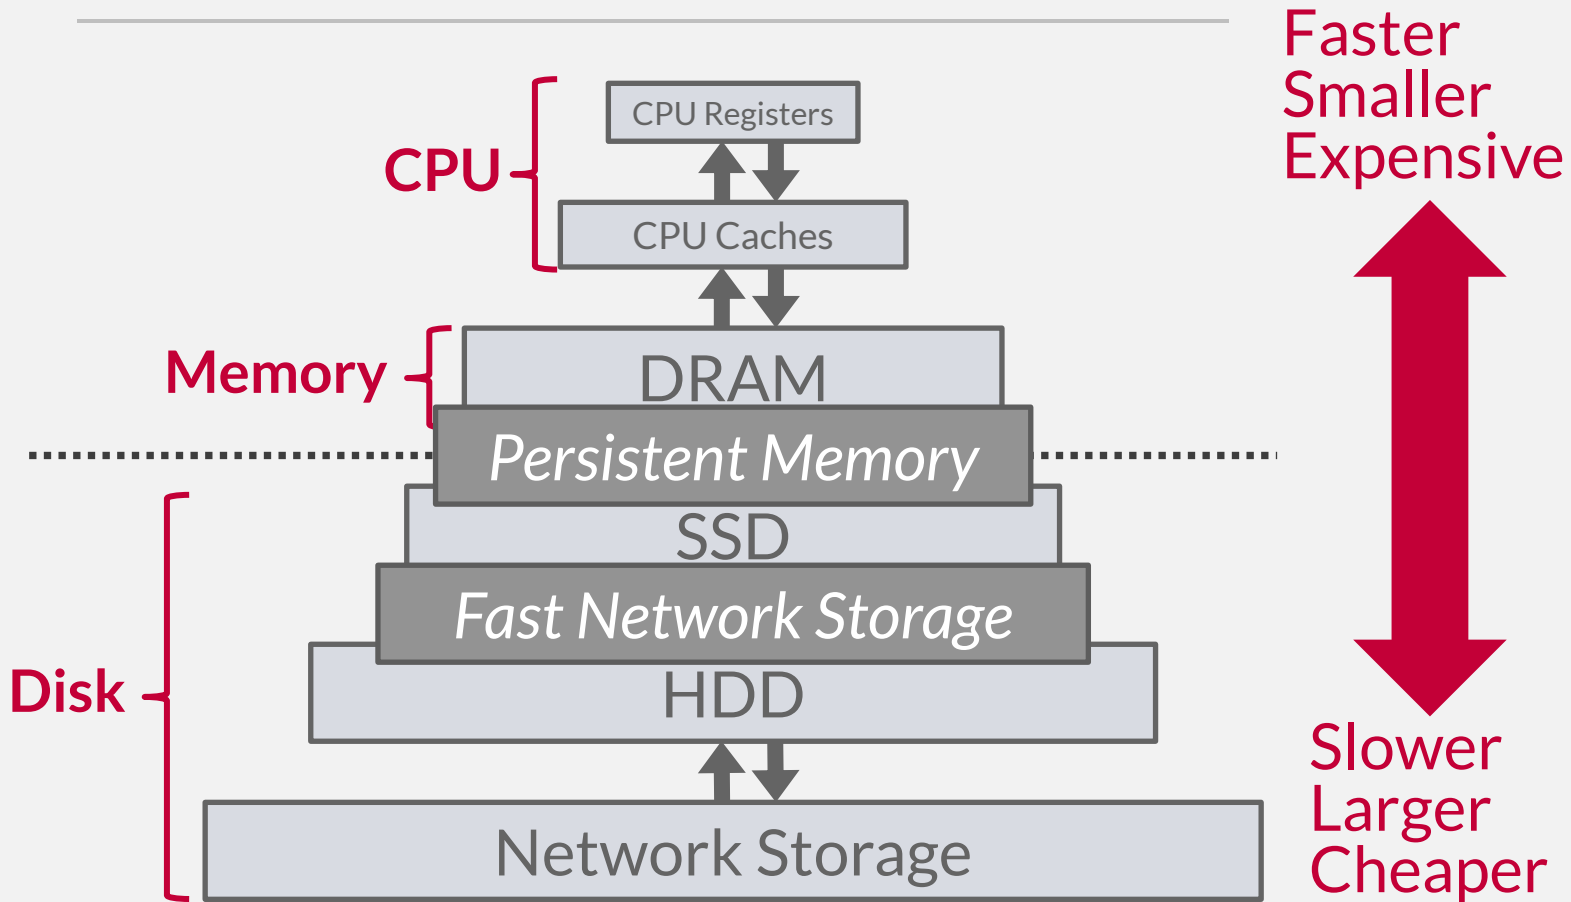 Faster
Smaller
Expensive
CPU Registers
CPU
CPU Caches
Memory
DRAM
Persistent Memory
SSD
Fast Network Storage
Disk
HDD
Slower
Larger
Cheaper
Network Storage